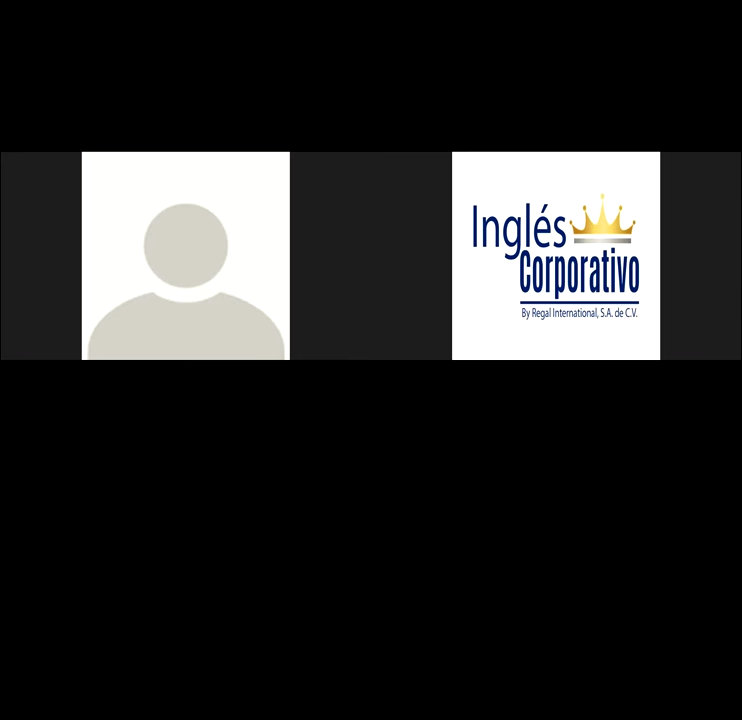 Inglés
Corporativo
By Regal International, S.A. de C.V.